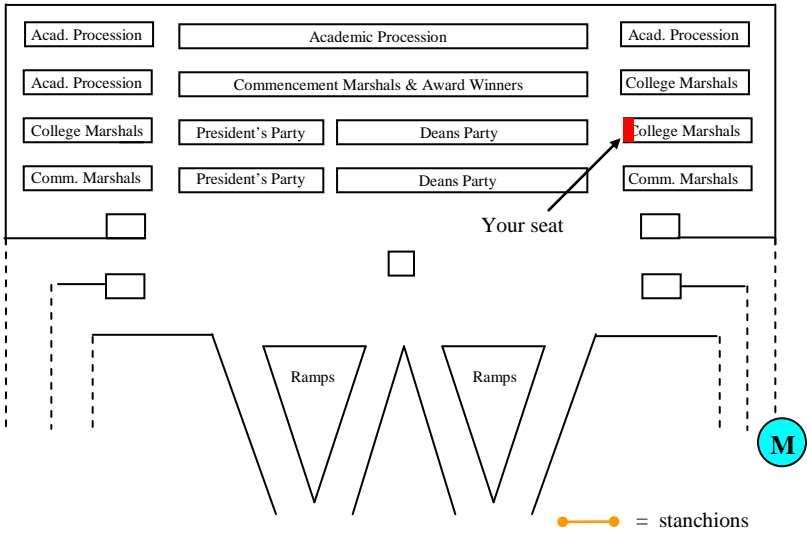 Acad. Procession Academic Procession Acad. Procession
Acad. Procession Commencement Marshals & Award Winners College Marshals
College Marshals President's Party Deans Party College Marshals
Comm. Marshals President's Party Deans Party Comm. Marshals
Your seat
Ramps Ramps
M
= stanchions